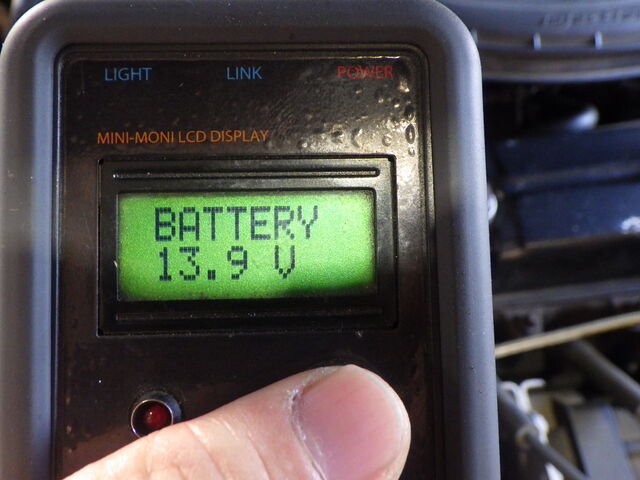 LIGHT LINK POWER
MINI-MONI LCD DISPLAY
BATTERY
13.9 V